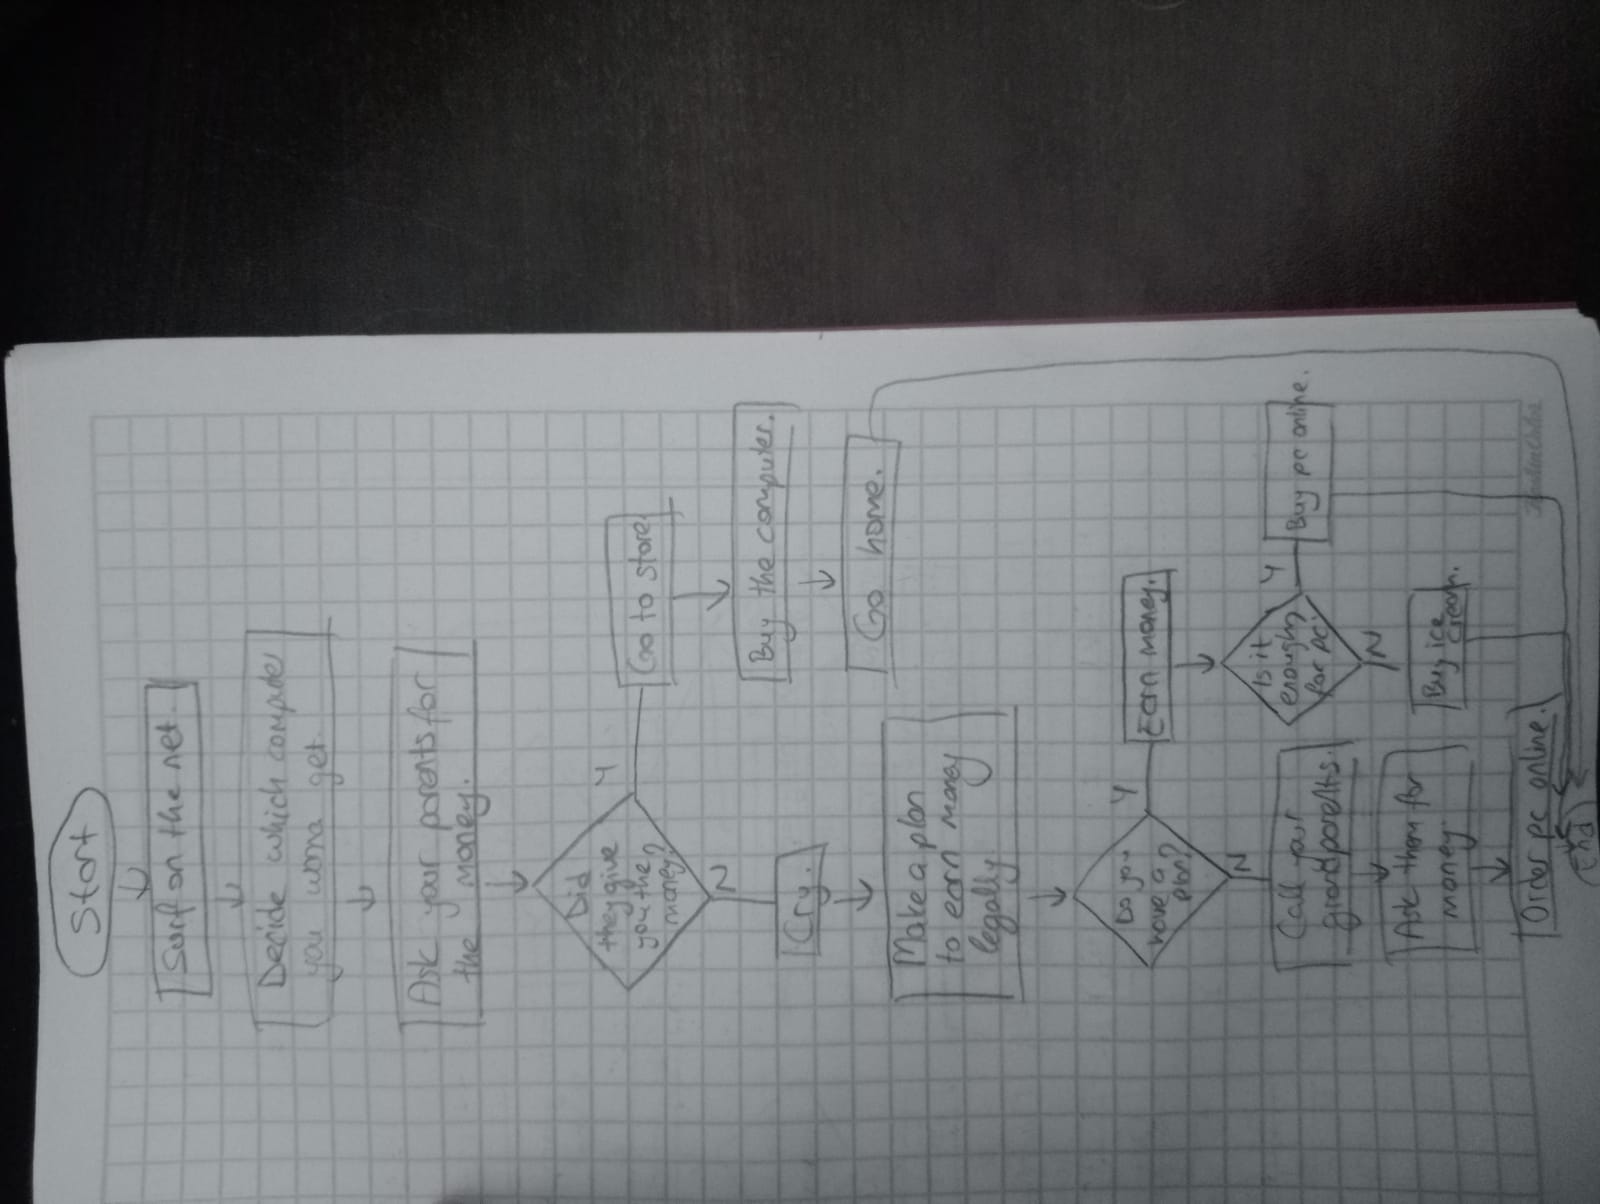 Start
Surf on the net.
Decide which computer
you wanna get.
Ask your parents for
the money.
Did
they give
you the
money?
Y
Go to store.
Buy the computer.
Go home.
N
Cry.
Make a plan
to earn money
legally.
Do you
have a
plan?
Y
Earn money.
Is it
enough
for pc?
Y
Buy pc online.
N
Buy ice
cream.
N
Call your
grandparents.
Ask them for
money.
Order pc online.
End